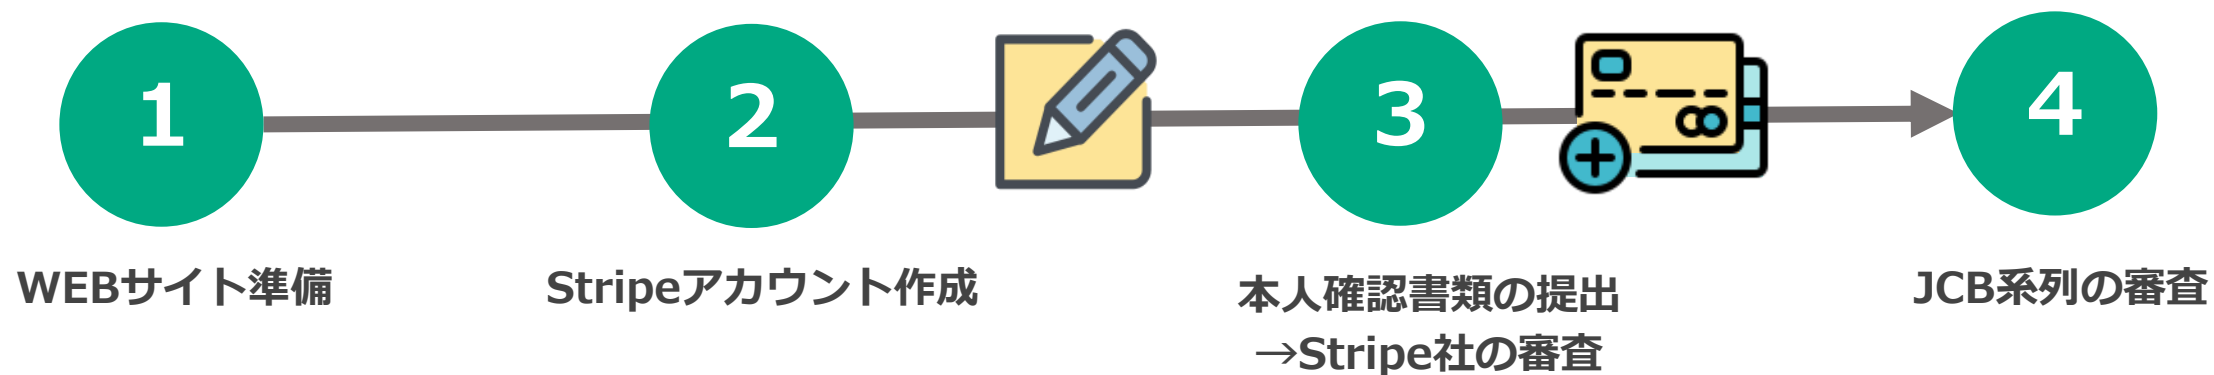 1
2
3
4
WEBサイト準備
Stripeアカウント作成
本人確認書類の提出
→Stripe社の審査
JCB系列の審査